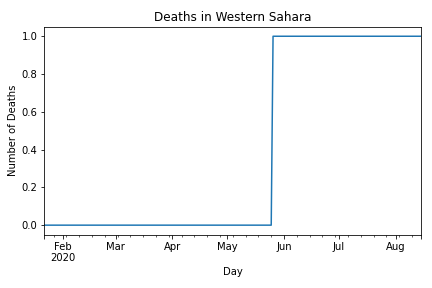 Deaths in Western Sahara
1.0
0.8
0.6
0.4
0.2
0.0
Number of Deaths
Feb Mar Apr May Jun Jul Aug
2020
Day